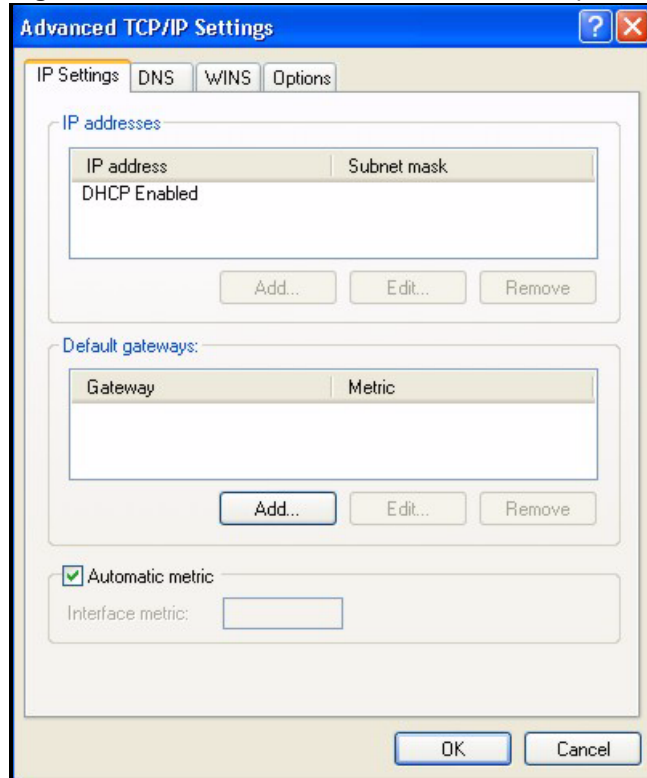 Advanced TCP/IP Settings
IP Settings DNS WINS Options
IP addresses
IP address Subnet mask
DHCP Enabled
Add... Edit... Remove
Default gateways:
Gateway Metric
Add... Edit... Remove
Automatic metric
Interface metric:
OK Cancel